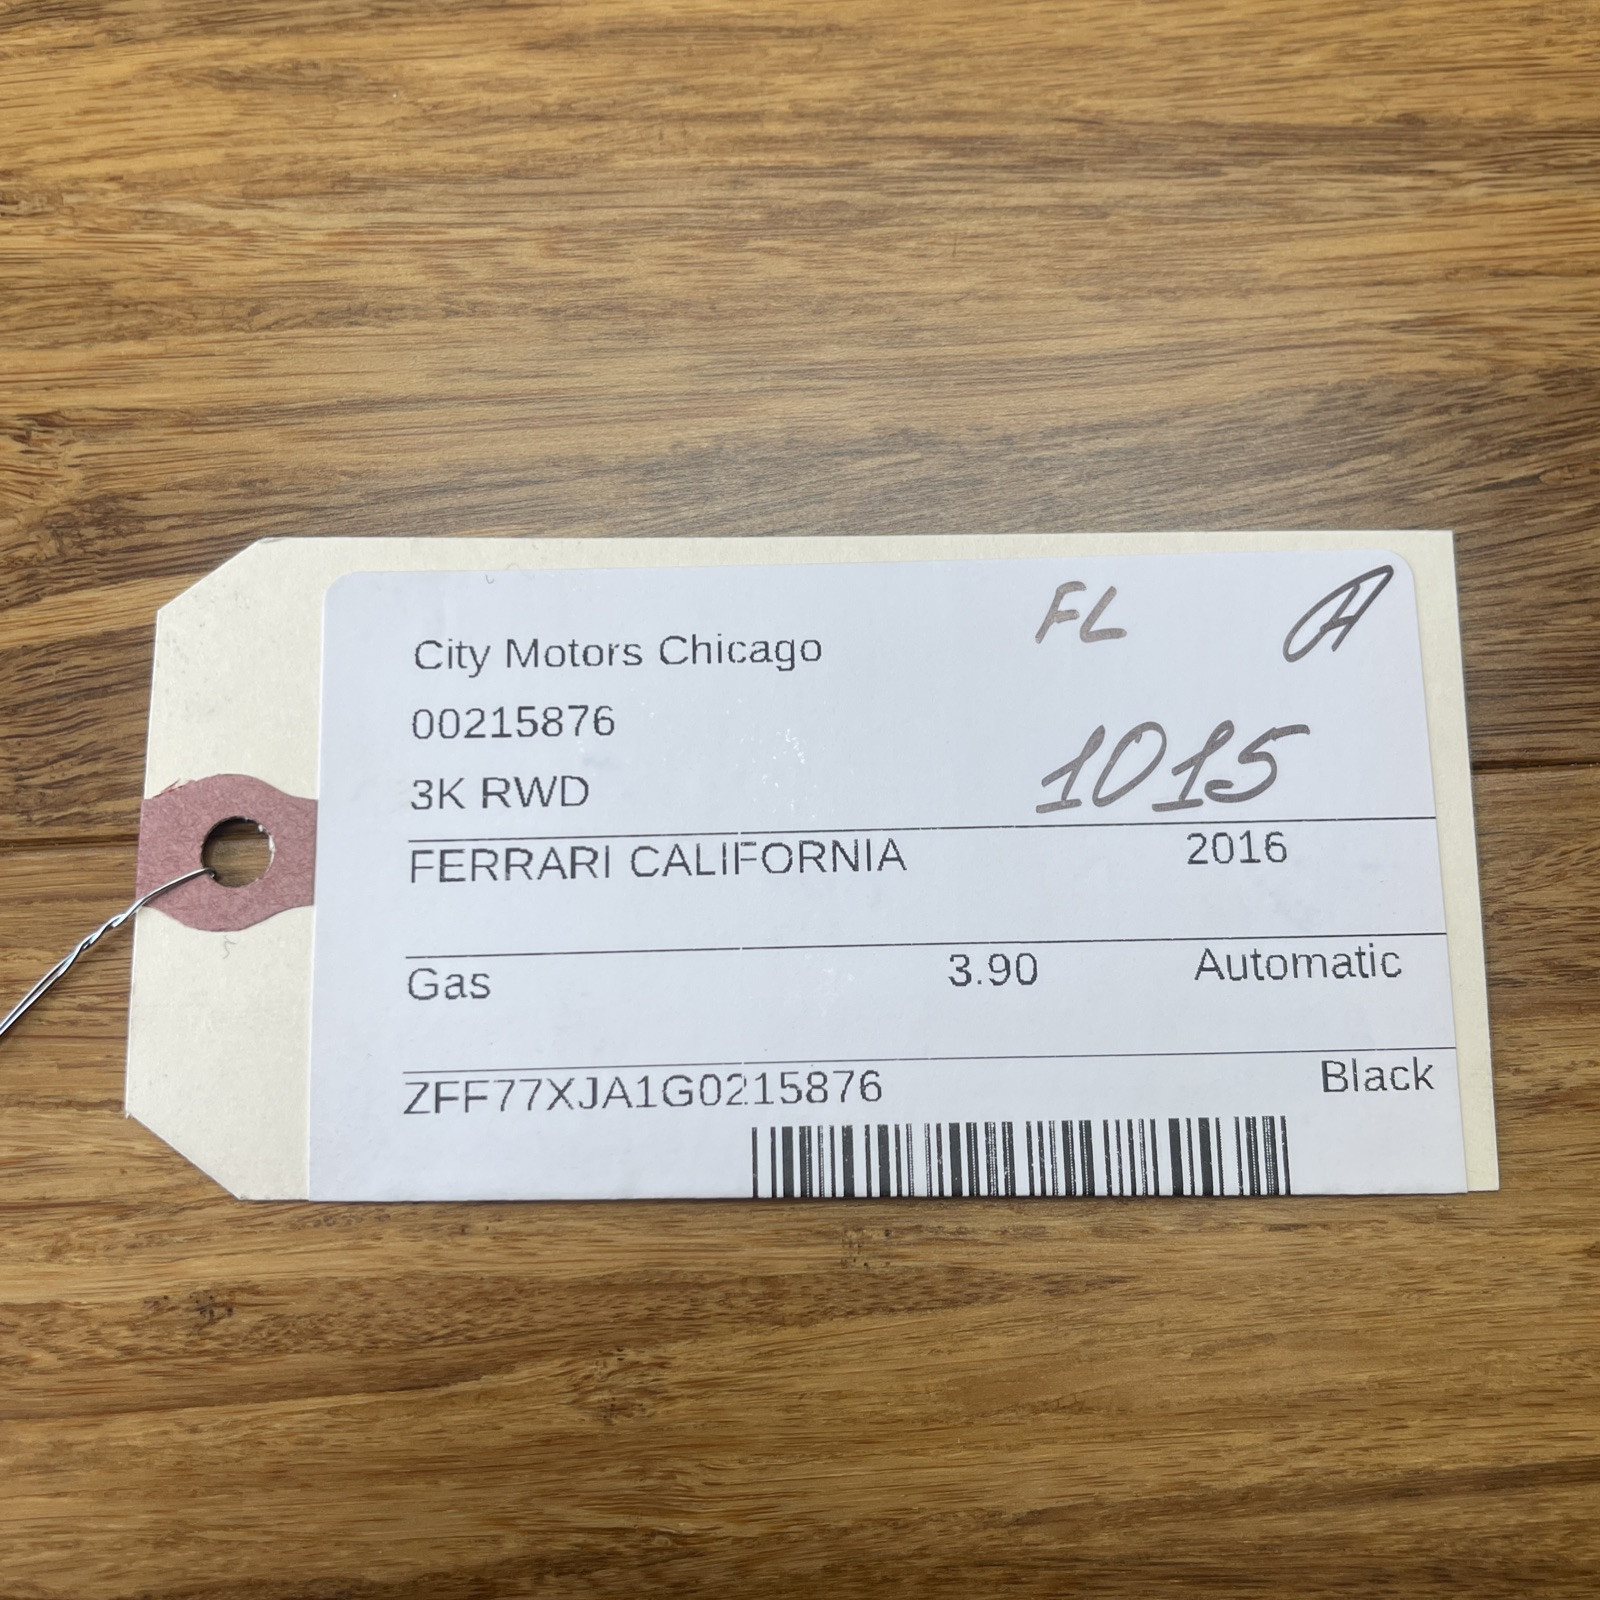 City Motors Chicago
FL
00215876
1015
3K RWD
FERRARI CALIFORNIA 2016
Gas 3.90 Automatic
ZFF77XJA1G0215876 Black